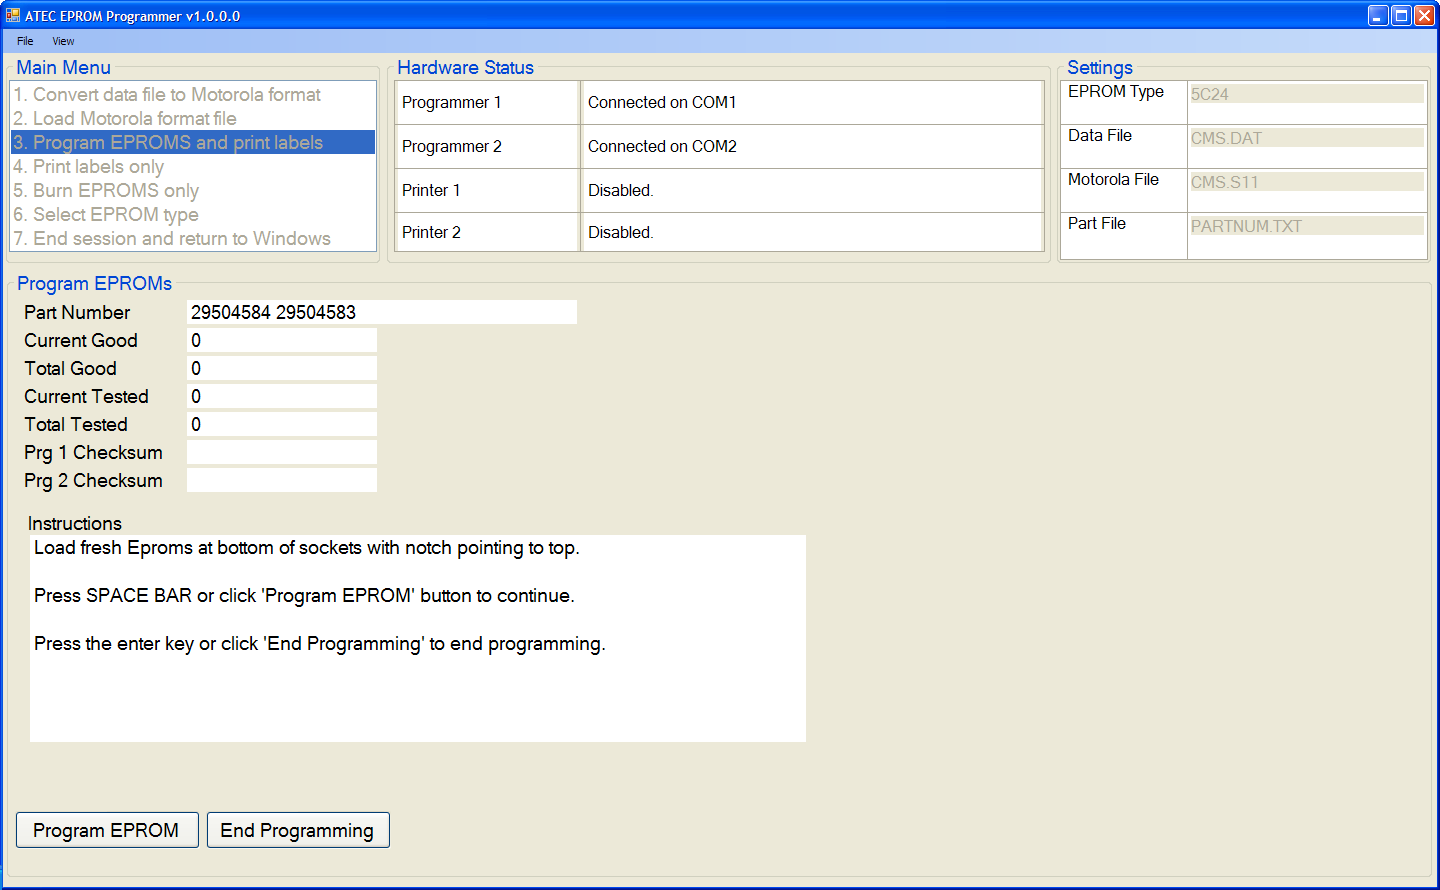 ATEC EPROM Programmer v1.0.0.0
File View
Main Menu
1. Convert data file to Motorola format
2. Load Motorola format file
3. Program EPROMS and print labels
4. Print labels only
5. Burn EPROMS only
6. Select EPROM type
7. End session and return to Windows
Hardware Status
Programmer 1 Connected on COM1
Programmer 2 Connected on COM2
Printer 1 Disabled.
Printer 2 Disabled.
Settings
EPROM Type 5C24
Data File CMS.DAT
Motorola File CMS.S11
Part File PARTNUM.TXT
Program EPROMs
Part Number 29504584 29504583
Current Good 0
Total Good 0
Current Tested 0
Total Tested 0
Prg 1 Checksum
Prg 2 Checksum
Instructions
Load fresh Eproms at bottom of sockets with notch pointing to top.
Press SPACE BAR or click 'Program EPROM' button to continue.
Press the enter key or click 'End Programming' to end programming.
Program EPROM End Programming